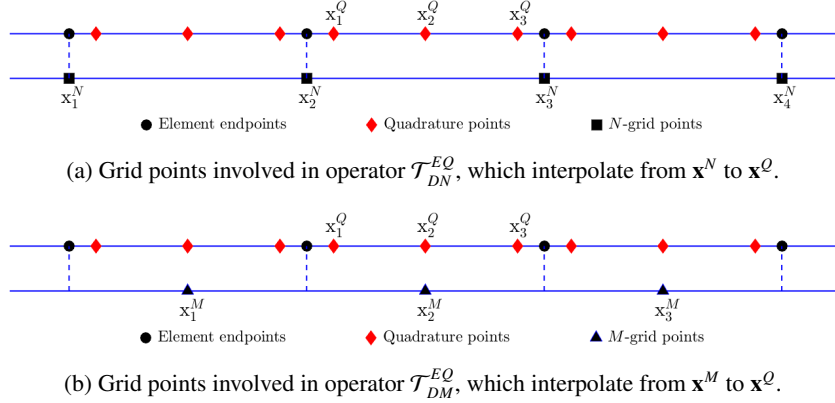 x₁^Q x₂^Q x₃^Q
x₁^N x₂^N x₃^N x₄^N
Element endpoints Quadrature points N-grid points
(a) Grid points involved in operator 𝒯_{DN}^{EQ}, which interpolate from 𝐱^N to 𝐱^Q.
x₁^Q x₂^Q x₃^Q
x₁^M x₂^M x₃^M
Element endpoints Quadrature points M-grid points
(b) Grid points involved in operator 𝒯_{DM}^{EQ}, which interpolate from 𝐱^M to 𝐱^Q.